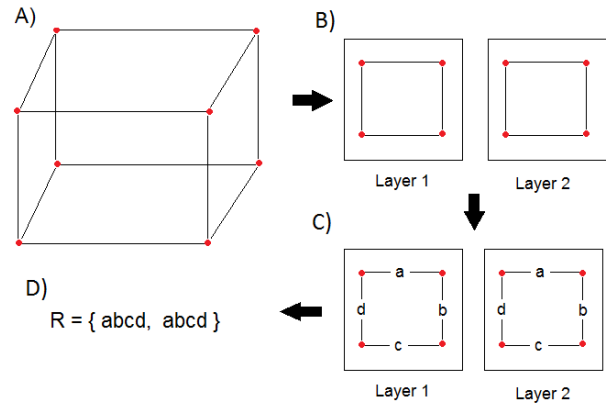 A)
B)
Layer 1 Layer 2
C)
a a
d b d b
c c
Layer 1 Layer 2
D)
R = { abcd, abcd }